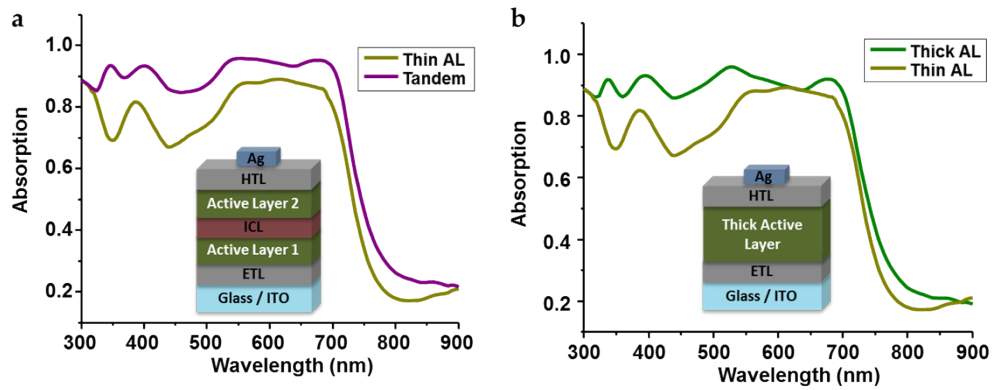 a
Absorption
1.0
0.8
0.6
0.4
0.2
Thin AL
Tandem
Ag
HTL
Active Layer 2
ICL
Active Layer 1
ETL
Glass / ITO
300 400 500 600 700 800 900
Wavelength (nm)
b
Absorption
1.0
0.8
0.6
0.4
0.2
Thick AL
Thin AL
Ag
HTL
Thick Active
Layer
ETL
Glass / ITO
300 400 500 600 700 800 900
Wavelength (nm)